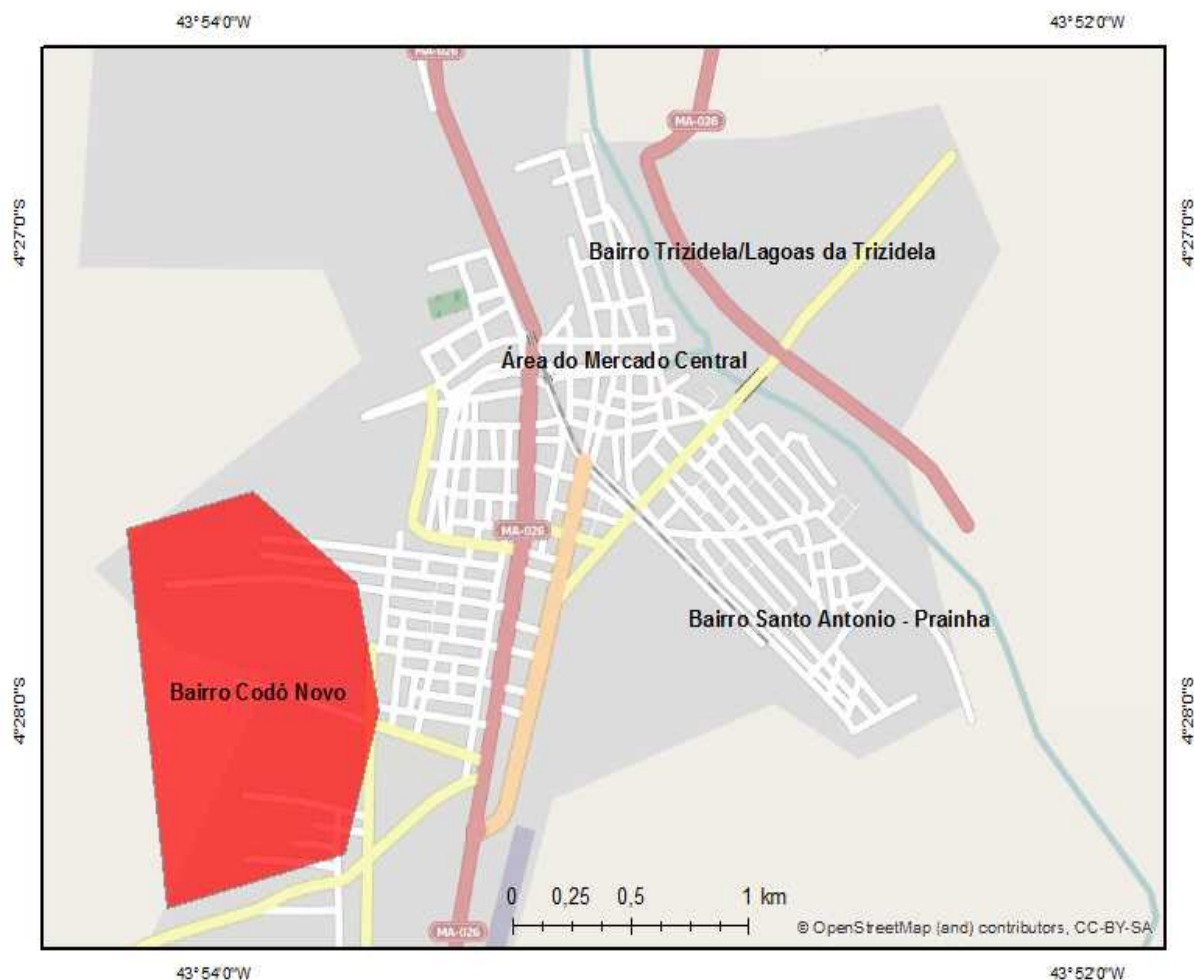 43°54'0"W 43°52'0"W
MA-026
MA-026
4°27'0"S 4°27'0"S
Bairro Trizidela/Lagoas da Trizidela
Área do Mercado Central
MA-026
Bairro Santo Antonio - Prainha
Bairro Codó Novo
4°28'0"S 4°28'0"S
0 0,25 0,5 1 km
© OpenStreetMap (and) contributors, CC-BY-SA
MA-026
43°54'0"W 43°52'0"W